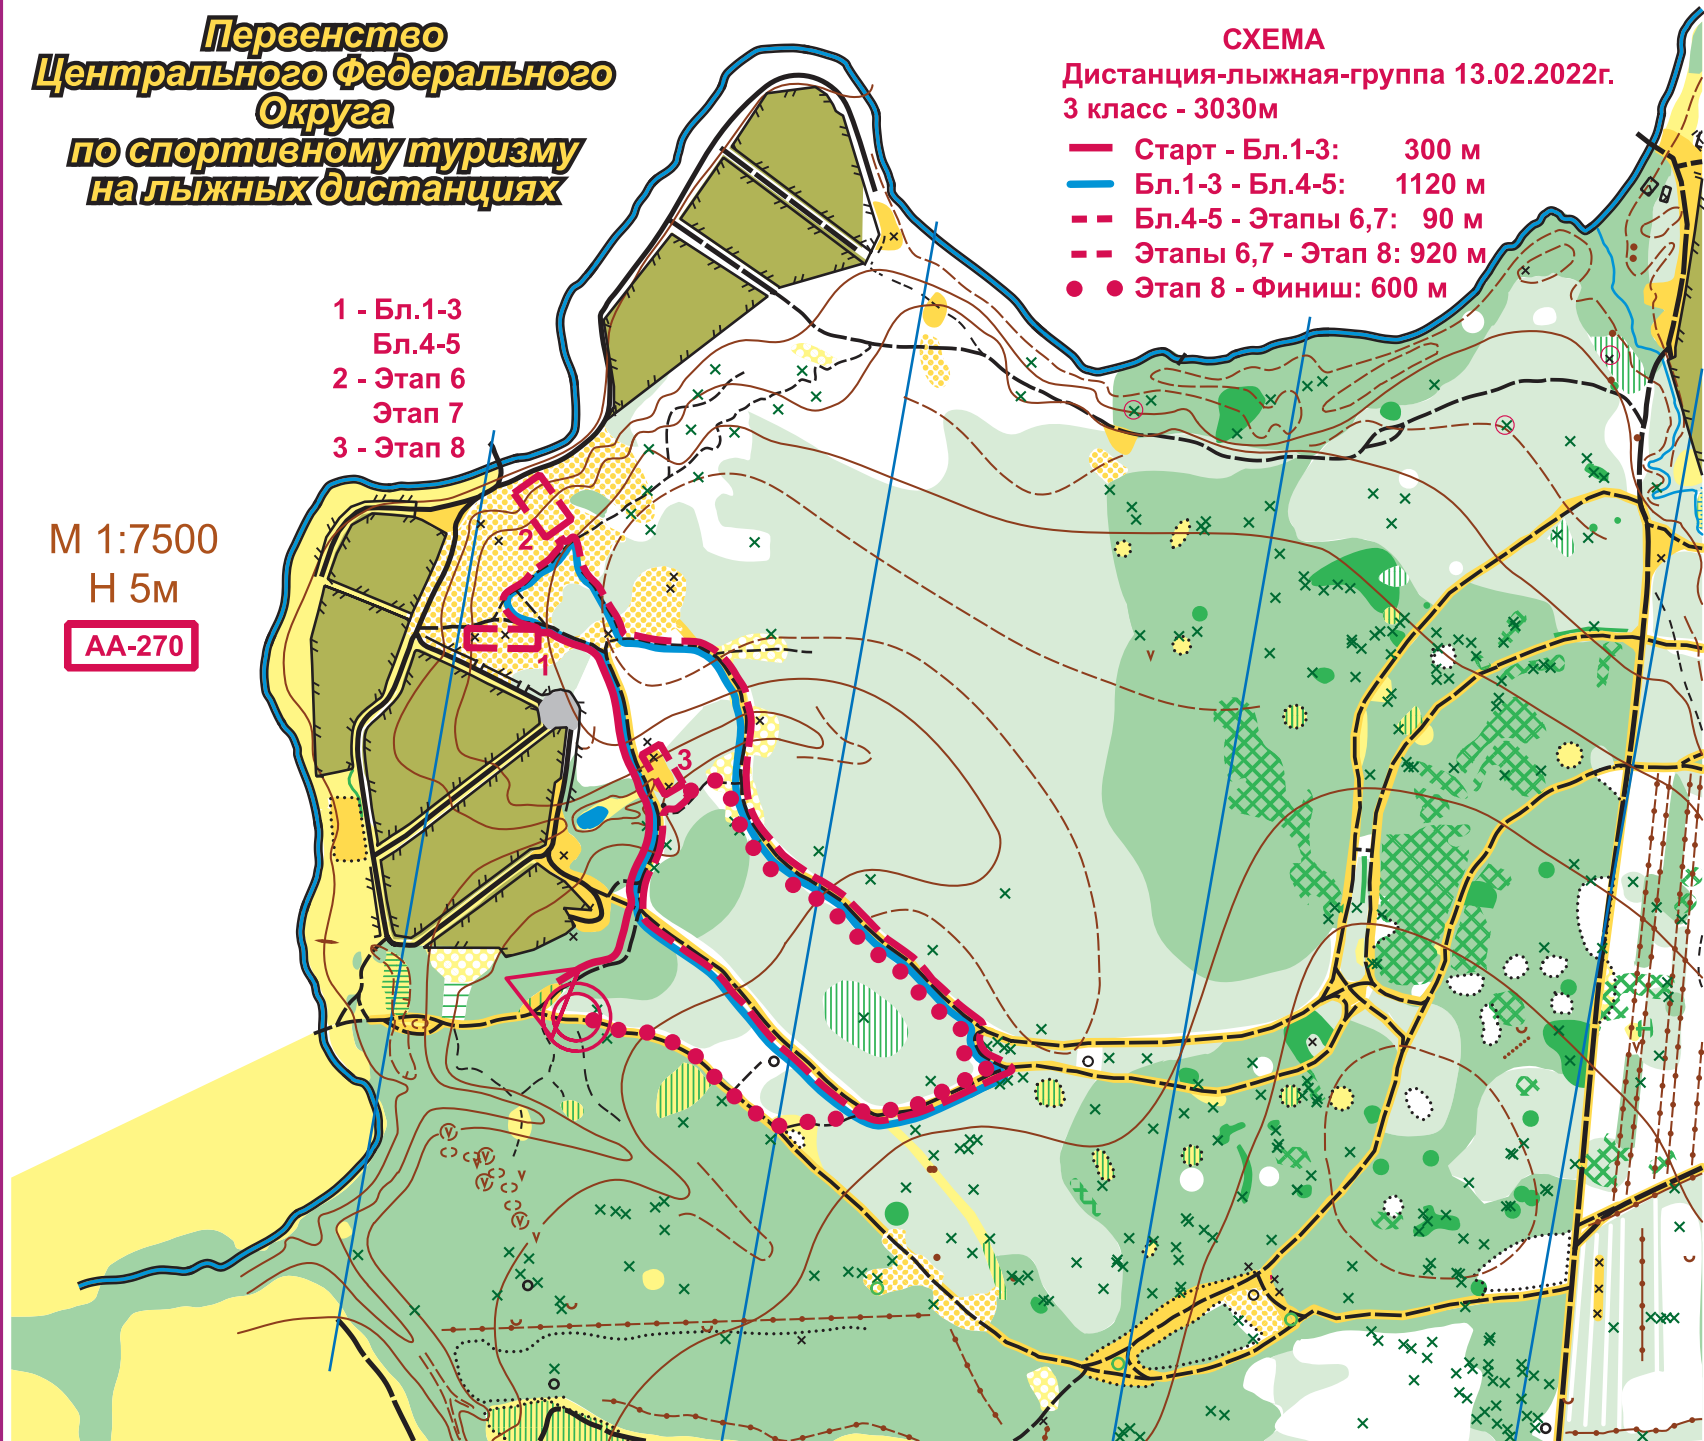 Первенство
Центрального Федерального
Округа
по спортивному туризму
на лыжных дистанциях
СХЕМА
Дистанция-лыжная-группа 13.02.2022г.
3 класс - 3030м
Старт - Бл.1-3: 300 м
Бл.1-3 - Бл.4-5: 1120 м
Бл.4-5 - Этапы 6,7: 90 м
Этапы 6,7 - Этап 8: 920 м
Этап 8 - Финиш: 600 м
1 - Бл.1-3
Бл.4-5
2 - Этап 6
Этап 7
3 - Этап 8
М 1:7500
Н 5м
АА-270
2
1
3